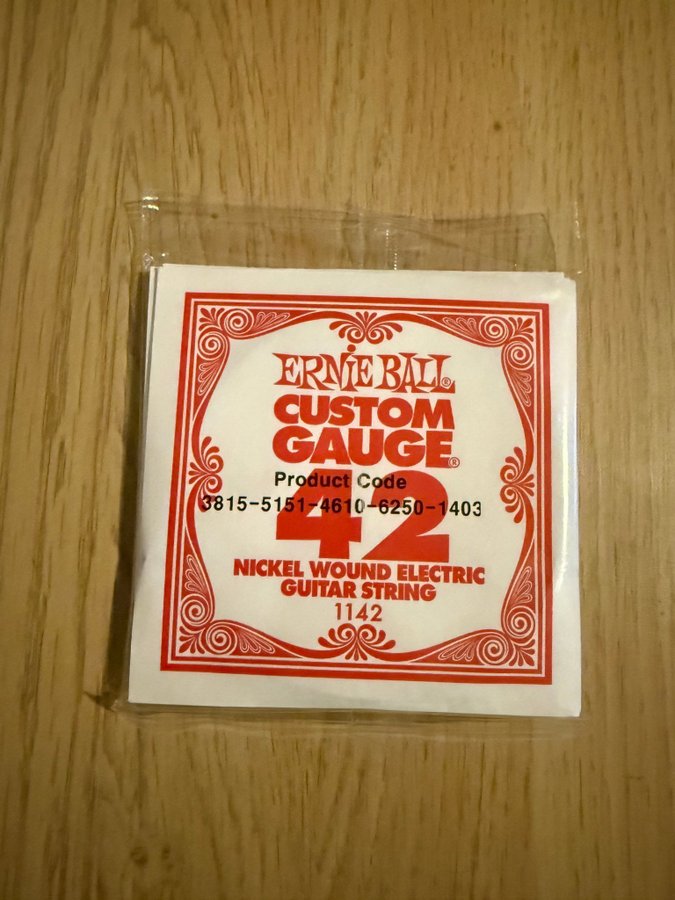 ERNIE BALL®
CUSTOM
GAUGE®
Product Code
3815-5151-4610-6250-1403
42
NICKEL WOUND ELECTRIC
GUITAR STRING
1142